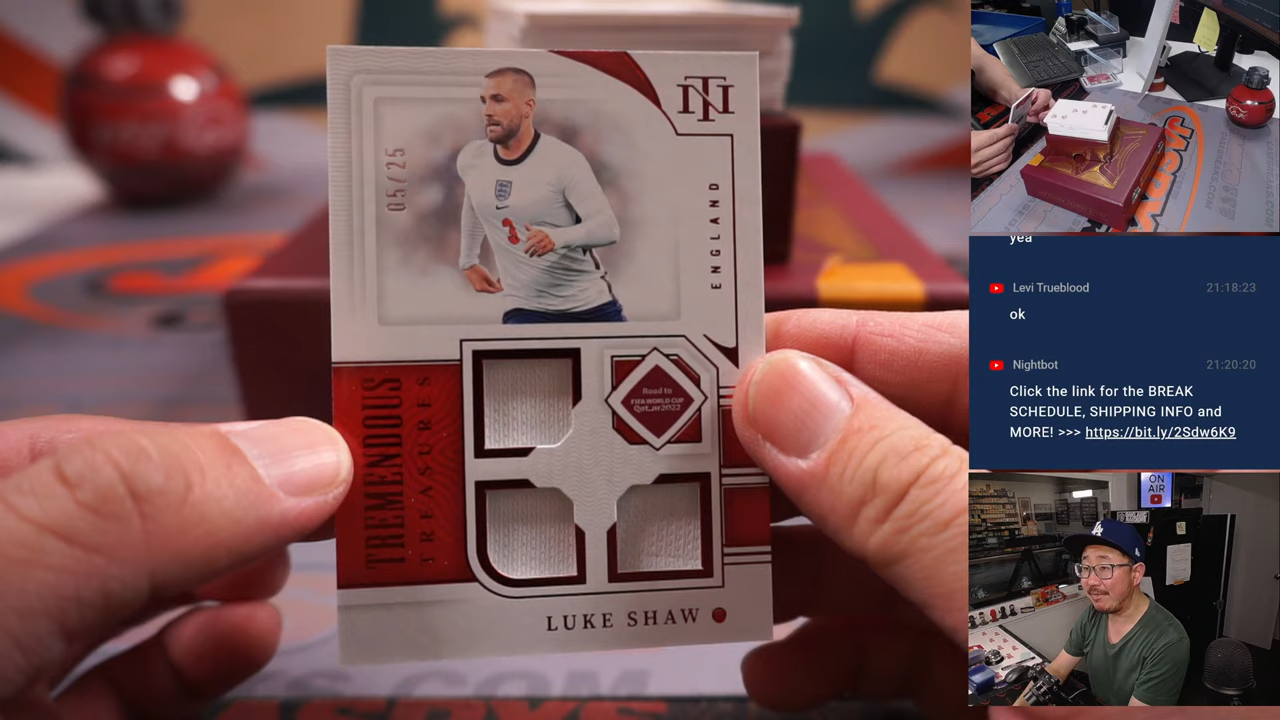 05/25
NT
ENGLAND
Road to
FIFA WORLD CUP
Qatar2022
TREMENDOUS
TREASURES
LUKE SHAW
yea
Levi Trueblood
21:18:23
ok
Nightbot
21:20:20
Click the link for the BREAK
SCHEDULE, SHIPPING INFO and
MORE! >>> https://bit.ly/2Sdw6K9
ON
AIR
LA